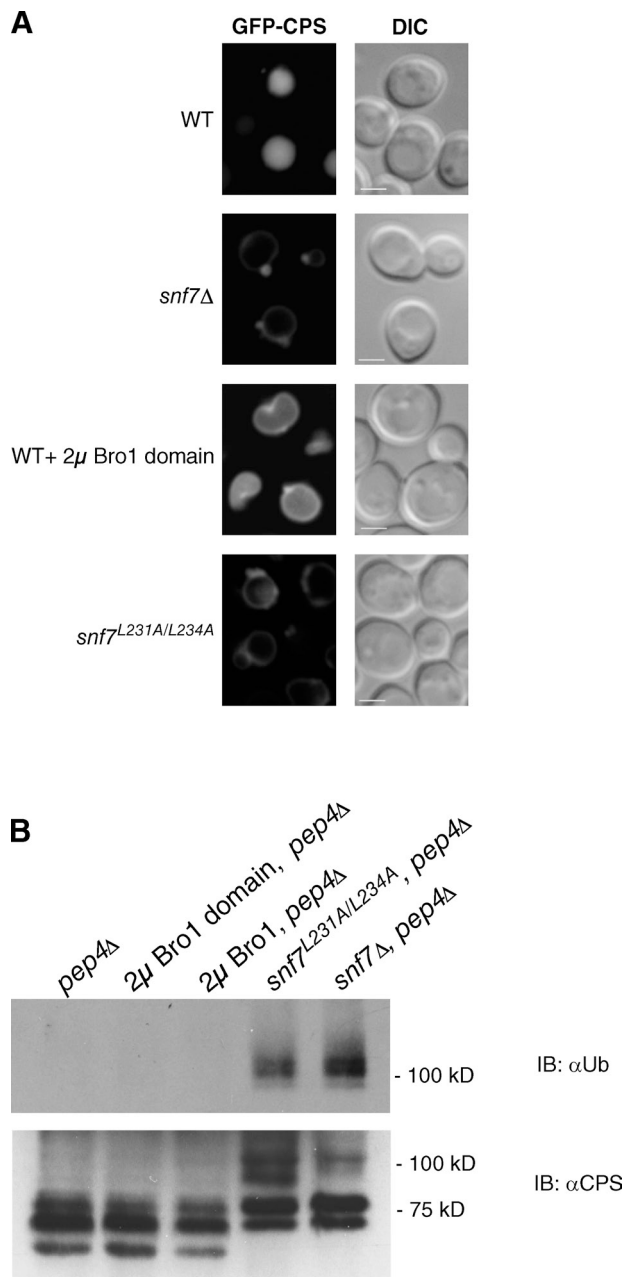 A
GFP-CPS DIC
WT
snf7Δ
WT+ 2µ Bro1 domain
snf7L231A/L234A
B
pep4Δ
2µ Bro1 domain, pep4Δ
2µ Bro1, pep4Δ
snf7L231A/L234A, pep4Δ
snf7Δ, pep4Δ
- 100 kD IB: αUb
- 100 kD
- 75 kD
IB: αCPS